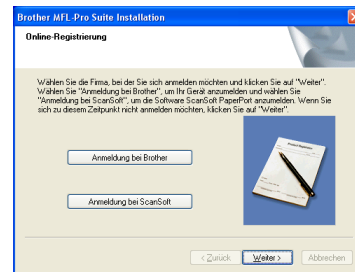 Brother MFL-Pro Suite Installation
Online-Registrierung
Wählen Sie die Firma, bei der Sie sich anmelden möchten und klicken Sie auf "Weiter".
Wählen Sie "Anmeldung bei Brother", um Ihr Gerät anzumelden und wählen Sie
"Anmeldung bei ScanSoft", um die Software ScanSoft PaperPort anzumelden. Wenn Sie
sich zu diesem Zeitpunkt nicht anmelden möchten, klicken Sie auf "Weiter".
Anmeldung bei Brother
Product Registration
Anmeldung bei ScanSoft
< Zurück
Weiter >
Abbrechen